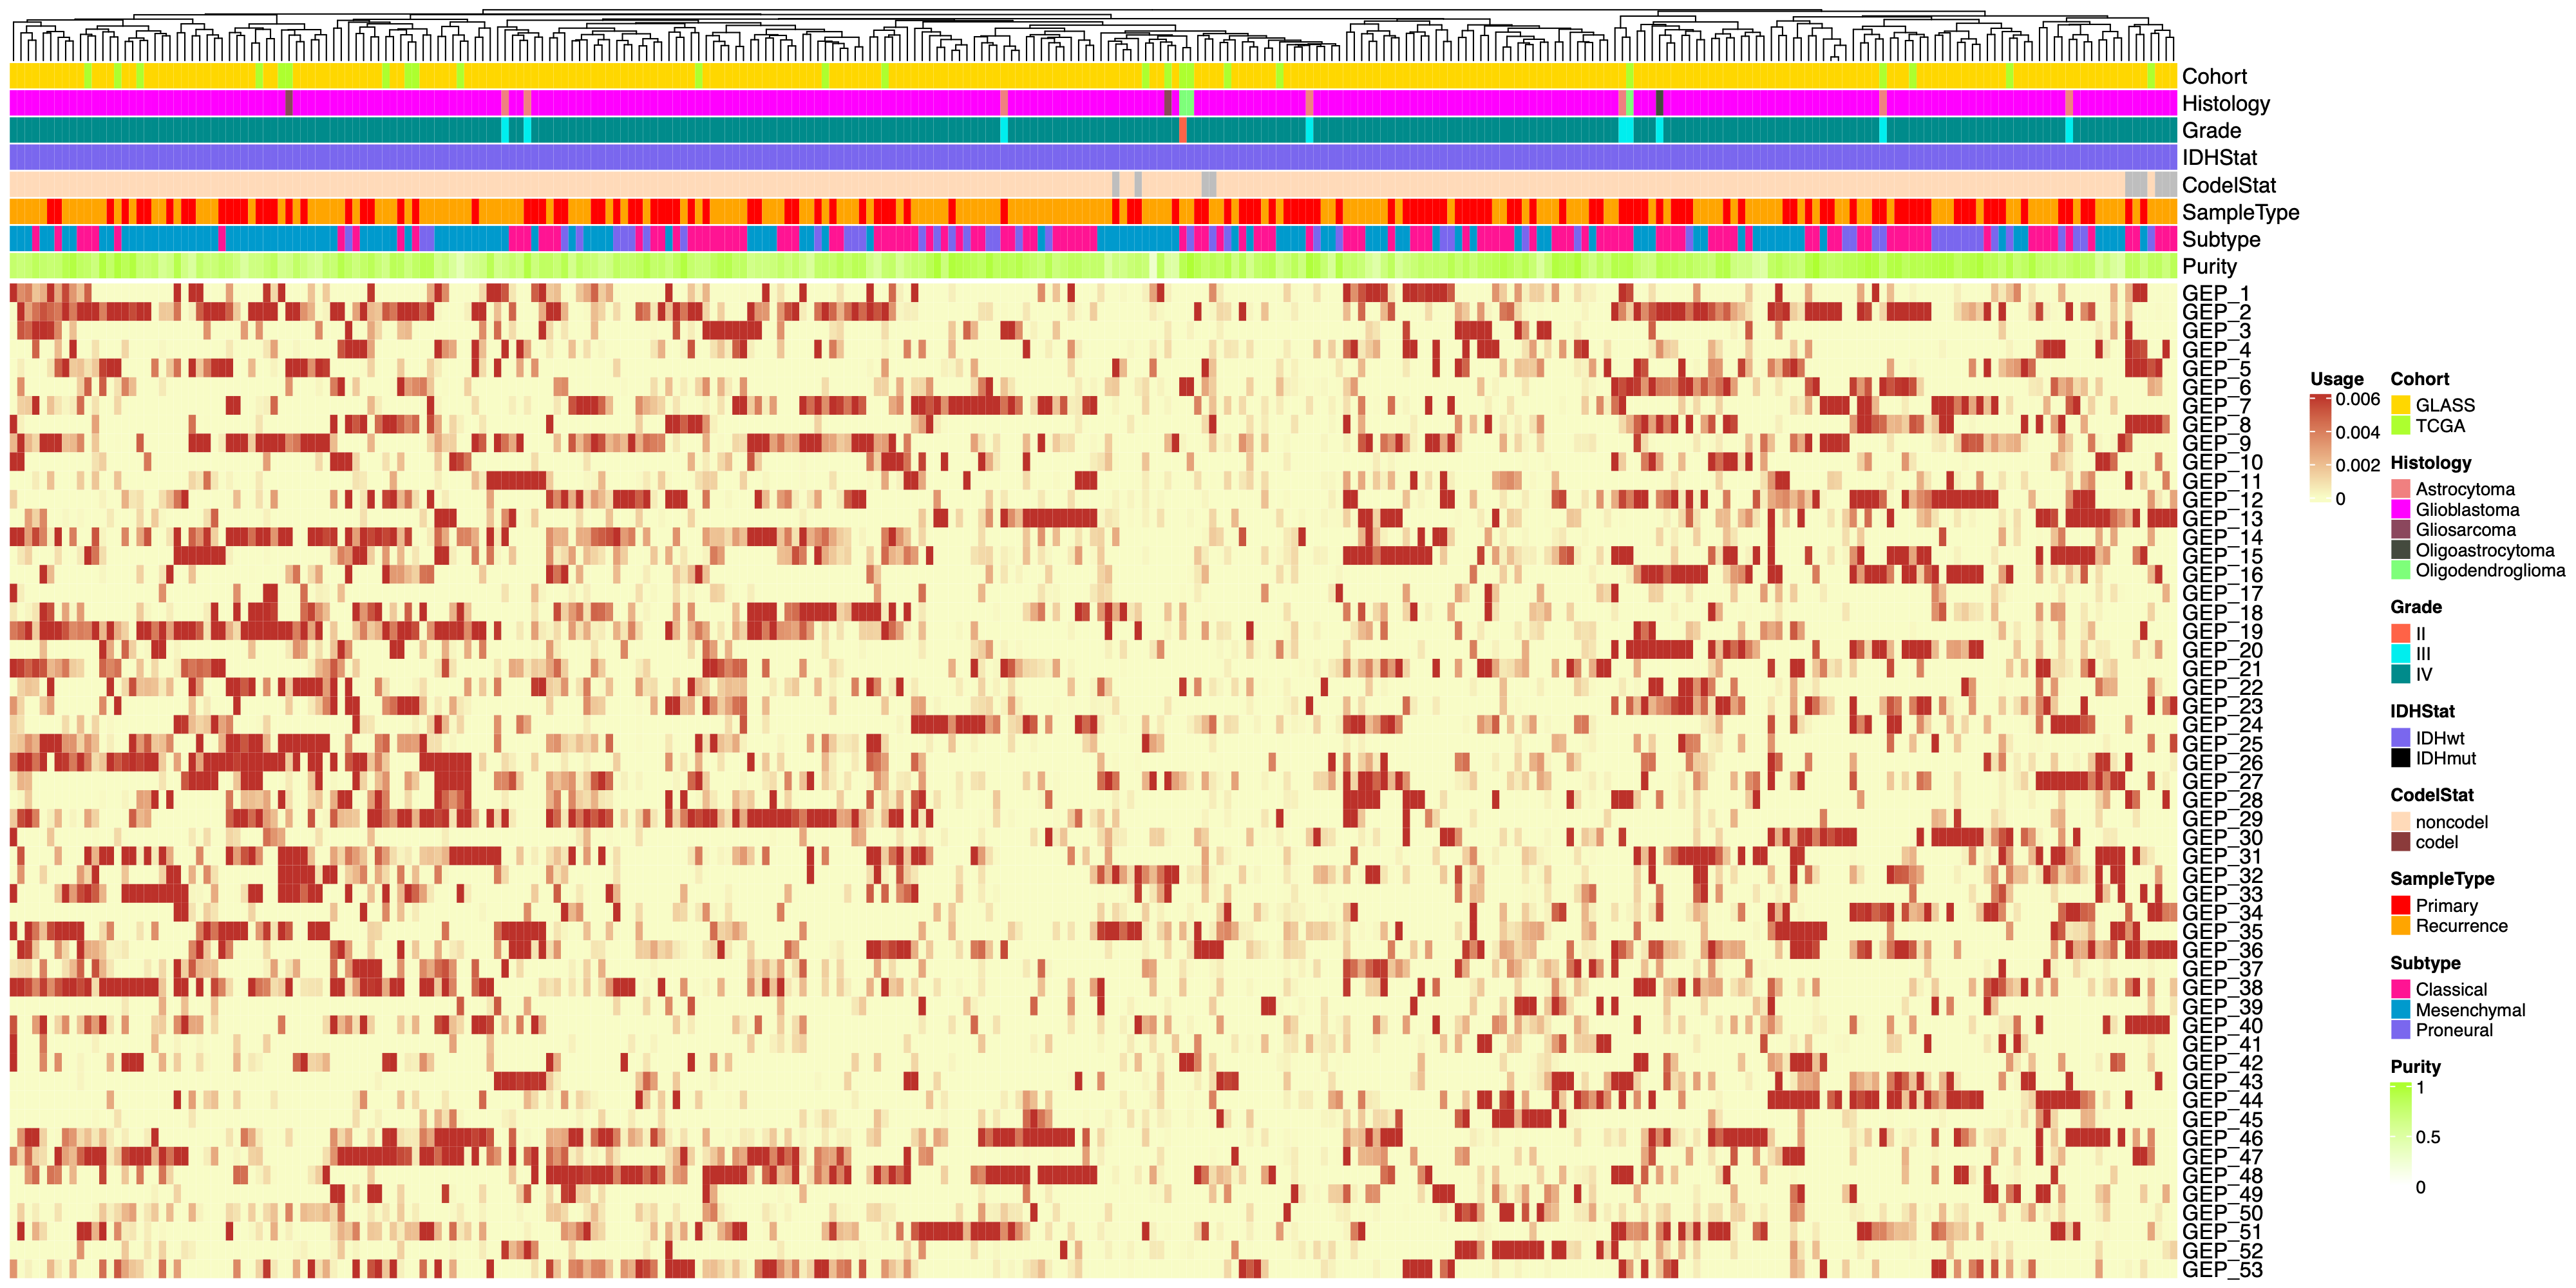 Cohort
Histology
Grade
IDHStat
CodelStat
SampleType
Subtype
Purity
GEP_1
GEP_2
GEP_3
GEP_4
GEP_5
GEP_6
GEP_7
GEP_8
GEP_9
GEP_10
GEP_11
GEP_12
GEP_13
GEP_14
GEP_15
GEP_16
GEP_17
GEP_18
GEP_19
GEP_20
GEP_21
GEP_22
GEP_23
GEP_24
GEP_25
GEP_26
GEP_27
GEP_28
GEP_29
GEP_30
GEP_31
GEP_32
GEP_33
GEP_34
GEP_35
GEP_36
GEP_37
GEP_38
GEP_39
GEP_40
GEP_41
GEP_42
GEP_43
GEP_44
GEP_45
GEP_46
GEP_47
GEP_48
GEP_49
GEP_50
GEP_51
GEP_52
GEP_53
Usage
0.006
0.004
0.002
0
Cohort
GLASS
TCGA
Histology
Astrocytoma
Glioblastoma
Gliosarcoma
Oligoastrocytoma
Oligodendroglioma
Grade
II
III
IV
IDHStat
IDHwt
IDHmut
CodelStat
noncodel
codel
SampleType
Primary
Recurrence
Subtype
Classical
Mesenchymal
Proneural
Purity
1
0.5
0